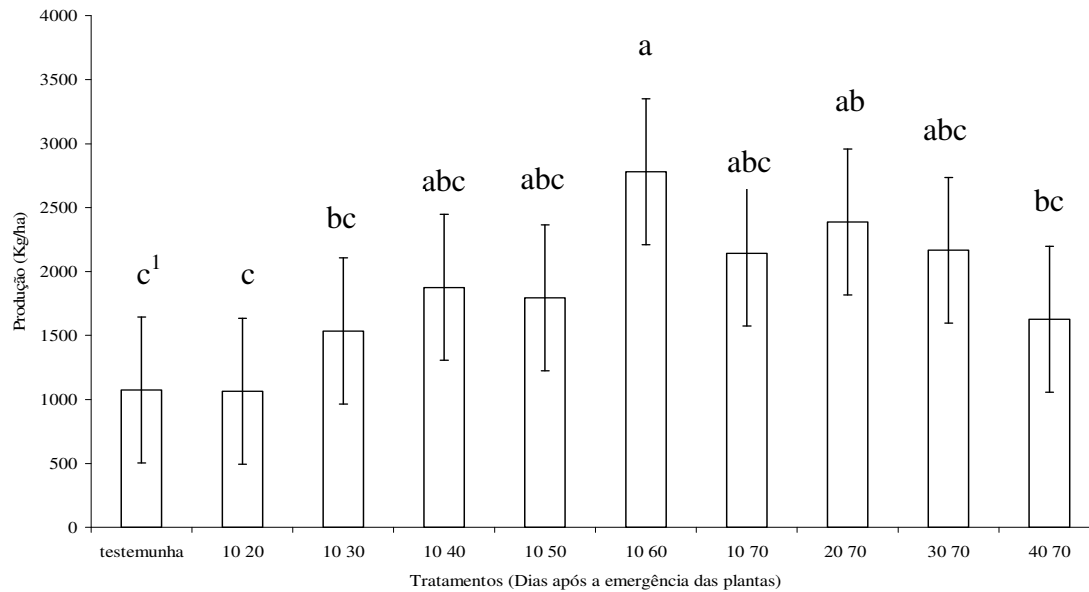 4000
3500
3000
2500
2000
1500
1000
500
0
Produção (Kg/ha)
c¹
c
bc
abc
abc
a
abc
ab
abc
bc
testemunha 10 20 10 30 10 40 10 50 10 60 10 70 20 70 30 70 40 70
Tratamentos (Dias após a emergência das plantas)